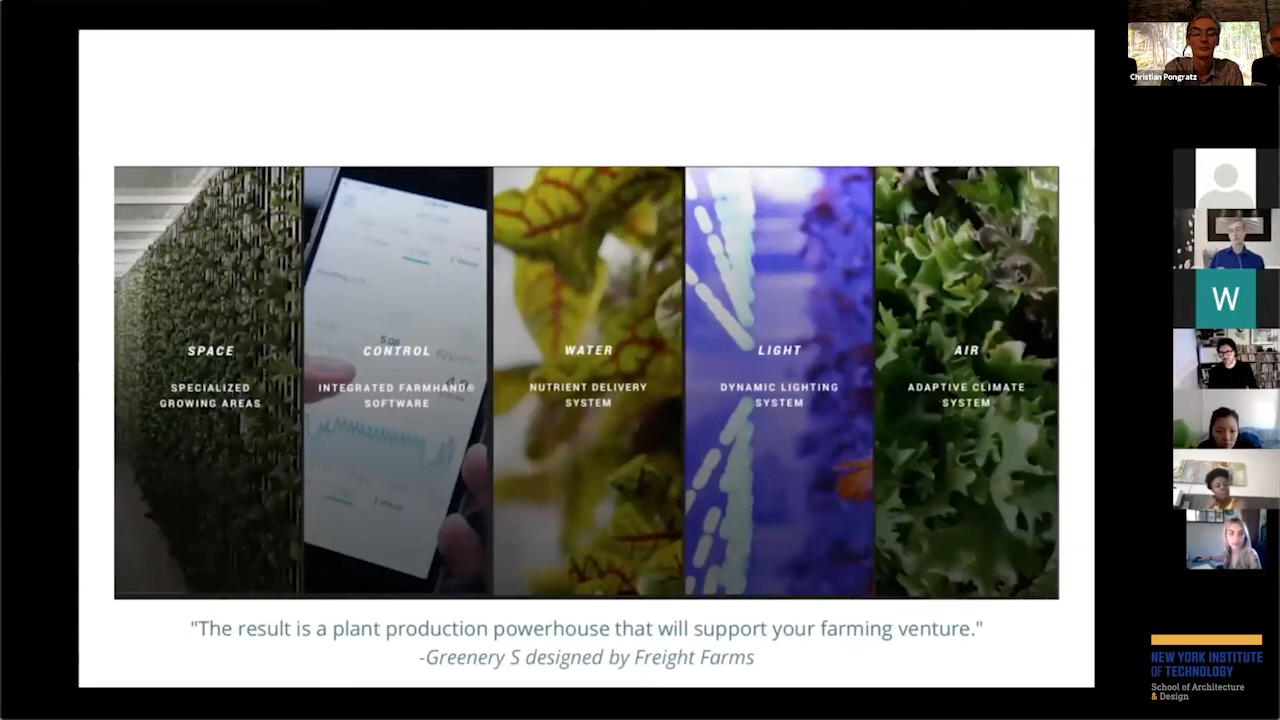 Christian Pongratz
SPACE
SPECIALIZED
GROWING AREAS
CONTROL
INTEGRATED FARMHAND®
SOFTWARE
WATER
NUTRIENT DELIVERY
SYSTEM
LIGHT
DYNAMIC LIGHTING
SYSTEM
AIR
ADAPTIVE CLIMATE
SYSTEM
"The result is a plant production powerhouse that will support your farming venture."
-Greenery S designed by Freight Farms
W
NEW YORK INSTITUTE
OF TECHNOLOGY
School of Architecture
& Design